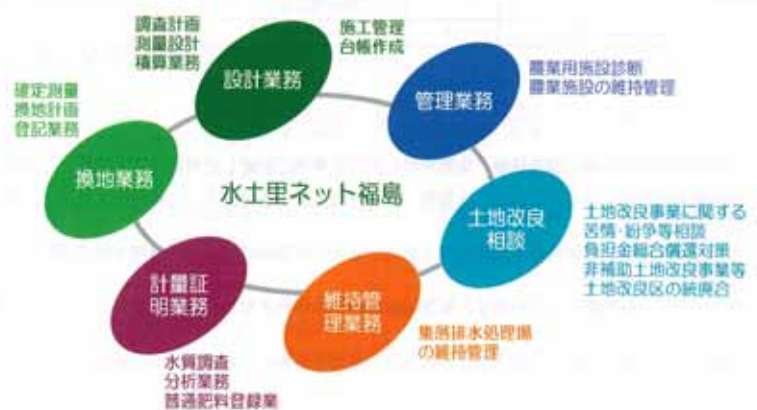 調査計画
測量設計
積算業務
施工管理
台帳作成
設計業務
農業用施設診断
農業施設の維持管理
管理業務
確定測量
換地計画
登記業務
換地業務
水土里ネット福島
土地改良
相談
土地改良事業に関する
苦情・紛争等相談
負担金総合償還対策
非補助土地改良事業等
土地改良区の統廃合
計量証
明業務
維持管
理業務
集落排水処理場
の維持管理
水質調査
分析業務
普通肥料登録業